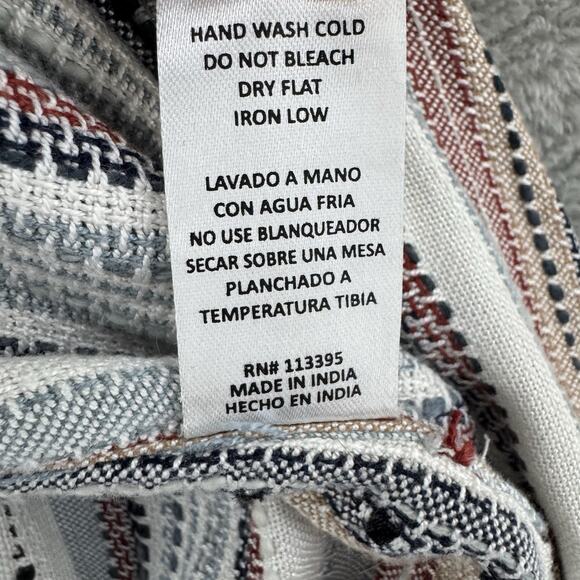 HAND WASH COLD
DO NOT BLEACH
DRY FLAT
IRON LOW
LAVADO A MANO
CON AGUA FRIA
NO USE BLANQUEADOR
SECAR SOBRE UNA MESA
PLANCHADO A
TEMPERATURA TIBIA
RN# 113395
MADE IN INDIA
HECHO EN INDIA